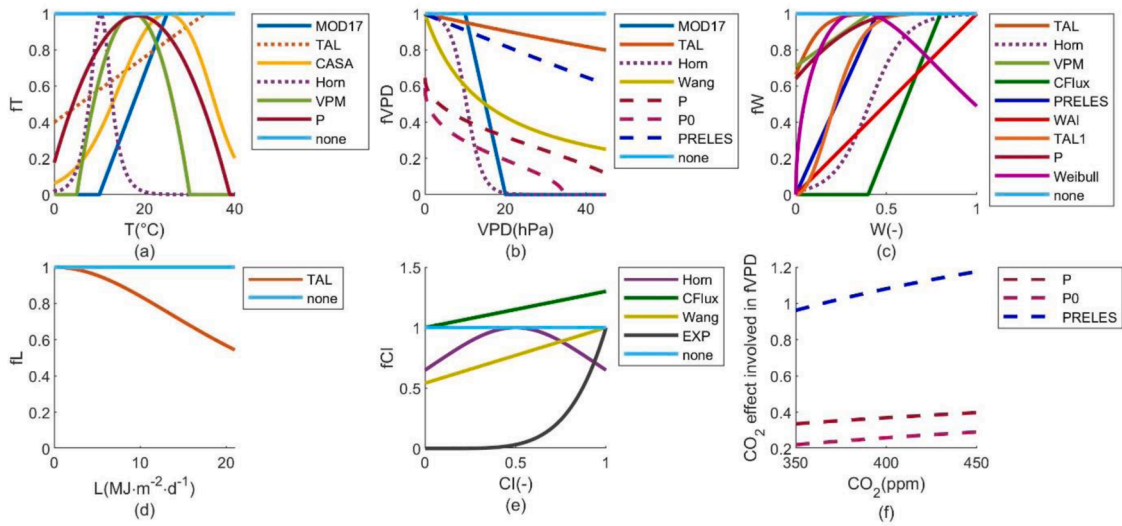 1
0.8
0.6
0.4
0.2
0
fT
0
20
40
T(°C)
(a)
MOD17
TAL
CASA
Horn
VPM
P
none
1
0.8
0.6
0.4
0.2
0
fVPD
0
20
40
VPD(hPa)
(b)
MOD17
TAL
Horn
Wang
P
P0
PRELES
none
1
0.8
0.6
0.4
0.2
0
fW
0
0.5
1
W(-)
(c)
TAL
Horn
VPM
CFlux
PRELES
WAI
TAL1
P
Weibull
none
1
0.8
0.6
0.4
0.2
0
fL
0
10
20
L(MJ·m⁻²·d⁻¹)
(d)
TAL
none
1.5
1
0.5
0
fCI
0
0.5
1
CI(-)
(e)
Horn
CFlux
Wang
EXP
none
1.2
1
0.8
0.6
0.4
0.2
CO₂ effect involved in fVPD
350
400
450
CO₂(ppm)
(f)
P
P0
PRELES